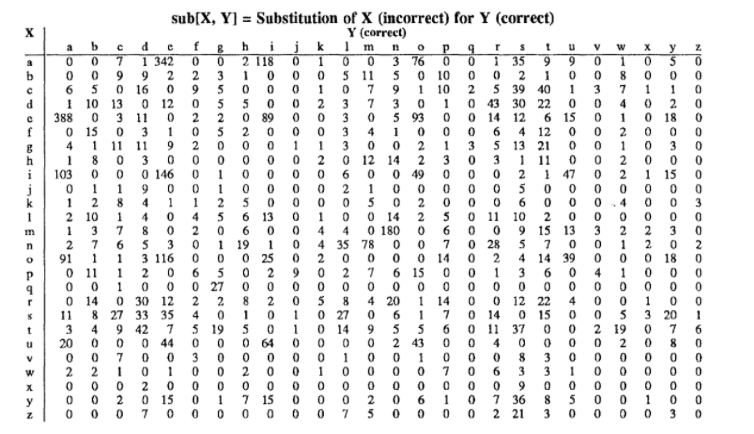 sub[X, Y] = Substitution of X (incorrect) for Y (correct)
X Y (correct)
a b c d e f g h i j k l m n o p q r s t u v w x y z
a 0 0 7 1 342 0 0 2 118 0 1 0 0 3 76 0 0 1 35 9 9 0 1 0 5 0
b 0 0 9 9 2 2 3 1 0 0 0 5 11 5 0 10 0 0 2 1 0 0 8 0 0 0
c 6 5 0 16 0 9 5 0 0 0 1 0 7 9 1 10 2 5 39 40 1 3 7 1 1 0
d 1 10 13 0 12 0 5 5 0 0 2 3 7 3 0 1 0 43 30 22 0 0 4 0 2 0
e 388 0 3 11 0 2 2 0 89 0 0 3 0 5 93 0 0 14 12 6 15 0 1 0 18 0
f 0 15 0 3 1 0 5 2 0 0 0 3 4 1 0 0 0 6 4 12 0 0 2 0 0 0
g 4 1 11 11 9 2 0 0 0 1 1 3 0 0 2 1 3 5 13 21 0 0 1 0 3 0
h 1 8 0 3 0 0 0 0 0 0 2 0 12 14 2 3 0 3 1 11 0 0 2 0 0 0
i 103 0 0 0 146 0 1 0 0 0 0 6 0 0 49 0 0 0 2 1 47 0 2 1 15 0
j 0 1 1 9 0 0 1 0 0 0 0 2 1 0 0 0 0 0 5 0 0 0 0 0 0 0
k 1 2 8 4 1 1 2 5 0 0 0 0 5 0 2 0 0 0 6 0 0 0 4 0 0 3
l 2 10 1 4 0 4 5 6 13 0 1 0 0 14 2 5 0 11 10 2 0 0 0 0 0 0
m 1 3 7 8 0 2 0 6 0 0 4 4 0 180 0 6 0 0 9 15 13 3 2 2 3 0
n 2 7 6 5 3 0 1 19 1 0 4 35 78 0 0 7 0 28 5 7 0 0 1 2 0 2
o 91 1 1 3 116 0 0 0 25 0 2 0 0 0 0 14 0 2 4 14 39 0 0 0 18 0
p 0 11 1 2 0 6 5 0 2 9 0 2 7 6 15 0 0 1 3 6 0 4 1 0 0 0
q 0 0 1 0 0 0 27 0 0 0 0 0 0 0 0 0 0 0 0 0 0 0 0 0 0 0
r 0 14 0 30 12 2 2 8 2 0 5 8 4 20 1 14 0 0 12 22 4 0 0 1 0 0
s 11 8 27 33 35 4 0 1 0 1 0 27 0 6 1 7 0 14 0 15 0 0 5 3 20 1
t 3 4 9 42 7 5 19 5 0 1 0 14 9 5 5 6 0 11 37 0 0 2 19 0 7 6
u 20 0 0 0 44 0 0 0 64 0 0 0 0 2 43 0 0 4 0 0 0 0 2 0 8 0
v 0 0 7 0 0 3 0 0 0 0 0 1 0 0 1 0 0 0 8 3 0 0 0 0 0 0
w 2 2 1 0 1 0 0 2 0 0 1 0 0 0 0 7 0 6 3 3 1 0 0 0 0 0
x 0 0 0 2 0 0 0 0 0 0 0 0 0 0 0 0 0 0 9 0 0 0 0 0 0 0
y 0 0 2 0 15 0 1 7 15 0 0 0 2 0 6 1 0 7 36 8 5 0 0 1 0 0
z 0 0 0 7 0 0 0 0 0 0 0 7 5 0 0 0 0 2 21 3 0 0 0 0 3 0